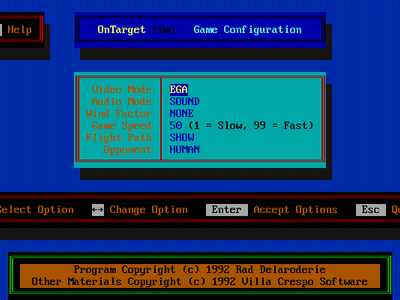 Help
OnTarget (tm) Game Configuration
Video Mode EGA
Audio Mode SOUND
Wind Factor NONE
Game Speed 50 (1 = Slow, 99 = Fast)
Flight Path SHOW
Opponent HUMAN
Select Option ↔ Change Option Enter Accept Options Esc Qu
Program Copyright (c) 1992 Rad Delaroderie
Other Materials Copyright (c) 1992 Villa Crespo Software